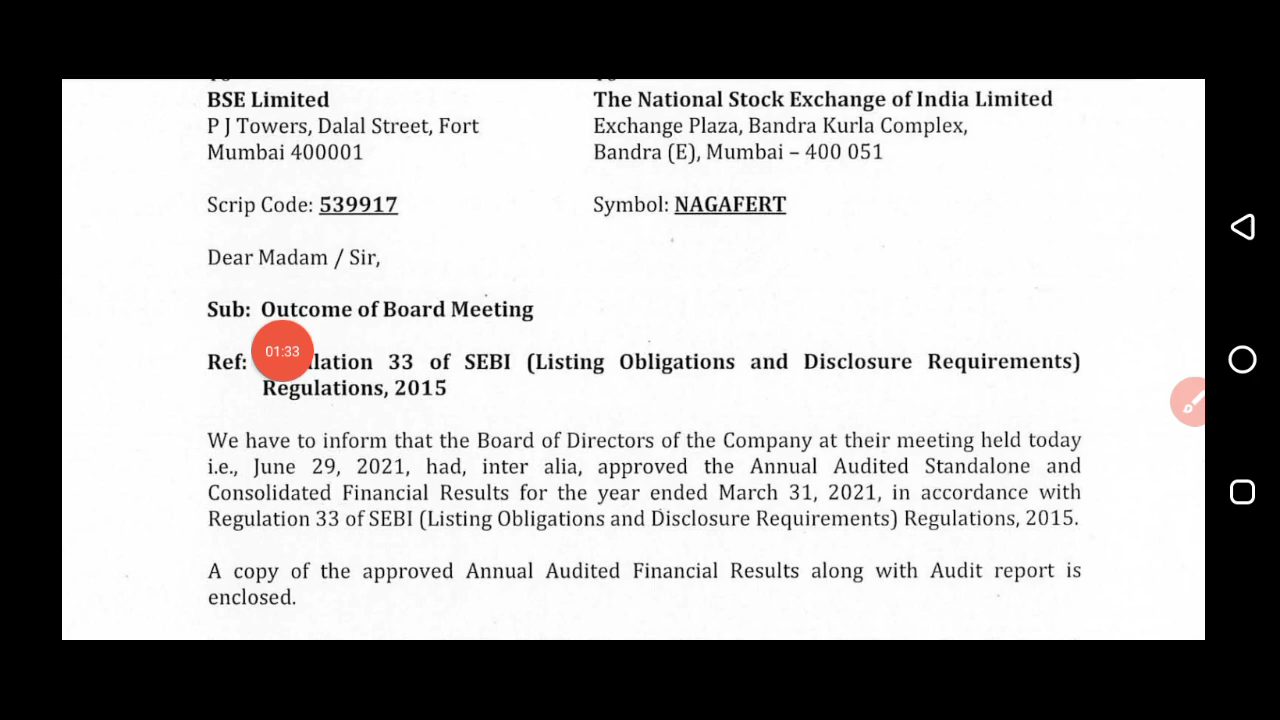 BSE Limited
P J Towers, Dalal Street, Fort
Mumbai 400001
The National Stock Exchange of India Limited
Exchange Plaza, Bandra Kurla Complex,
Bandra (E), Mumbai – 400 051
Scrip Code: 539917
Symbol: NAGAFERT
Dear Madam / Sir,
Sub: Outcome of Board Meeting
01:33
Ref: lation 33 of SEBI (Listing Obligations and Disclosure Requirements)
Regulations, 2015
We have to inform that the Board of Directors of the Company at their meeting held today
i.e., June 29, 2021, had, inter alia, approved the Annual Audited Standalone and
Consolidated Financial Results for the year ended March 31, 2021, in accordance with
Regulation 33 of SEBI (Listing Obligations and Disclosure Requirements) Regulations, 2015.
A copy of the approved Annual Audited Financial Results along with Audit report is
enclosed.